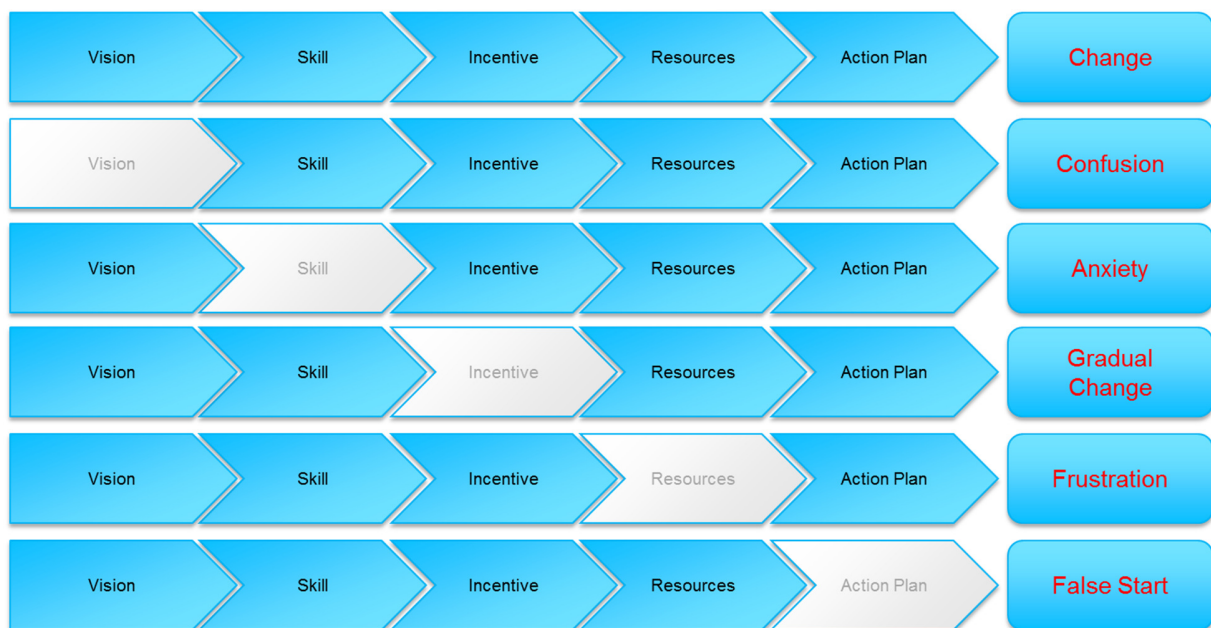 Vision Skill Incentive Resources Action Plan Change
Vision Skill Incentive Resources Action Plan Confusion
Vision Skill Incentive Resources Action Plan Anxiety
Vision Skill Incentive Resources Action Plan Gradual
Change
Vision Skill Incentive Resources Action Plan Frustration
Vision Skill Incentive Resources Action Plan False Start